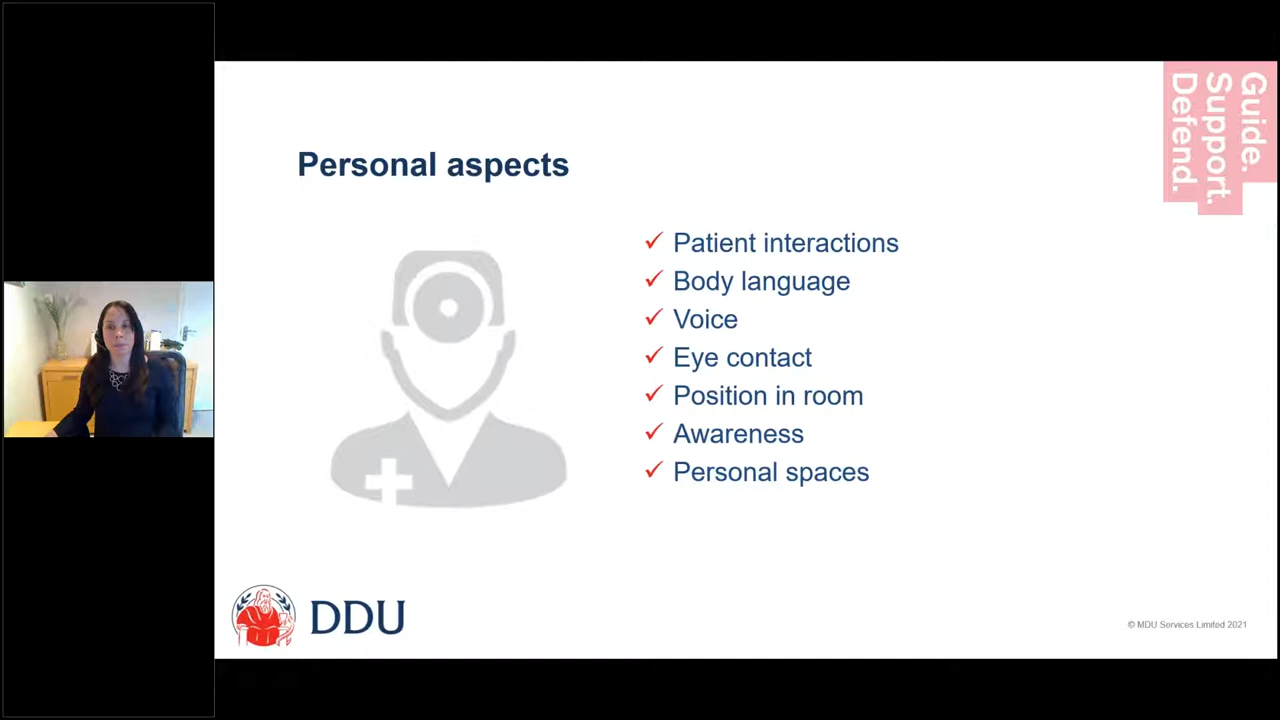 Guide.
Support.
Defend.
Personal aspects
Patient interactions
Body language
Voice
Eye contact
Position in room
Awareness
Personal spaces
DDU
© MDU Services Limited 2021